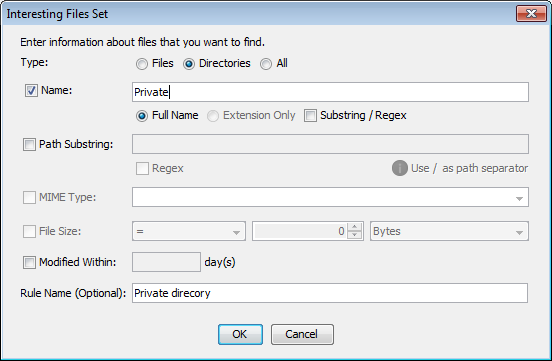 Interesting Files Set
Enter information about files that you want to find.
Type: Files Directories All
Name: Private
Full Name Extension Only Substring / Regex
Path Substring:
Regex Use / as path separator
MIME Type:
File Size: = 0 Bytes
Modified Within: day(s)
Rule Name (Optional): Private direcory
OK Cancel